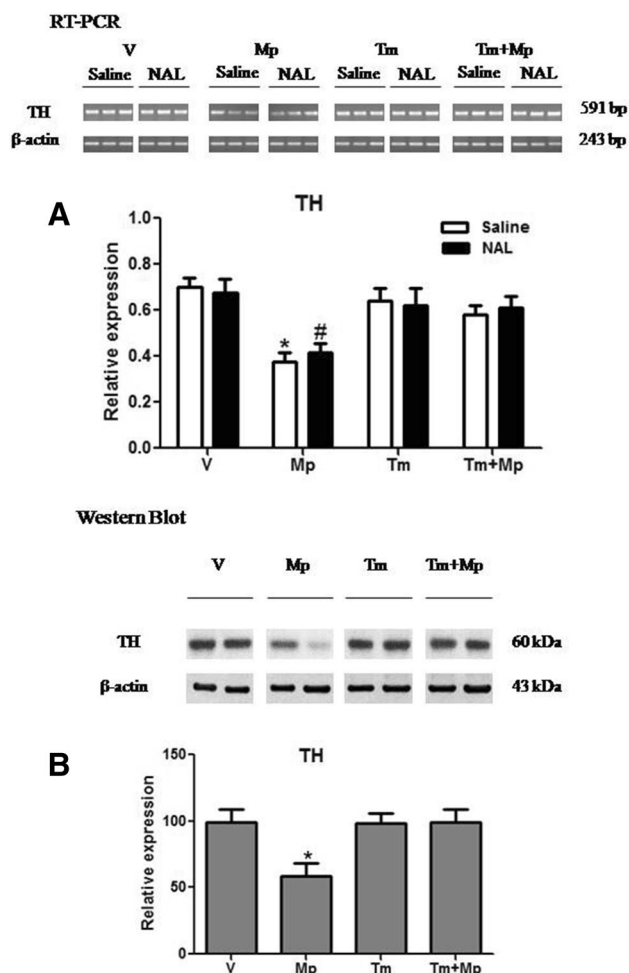 RT-PCR
V Mp Tm Tm+Mp
Saline NAL Saline NAL Saline NAL Saline NAL
TH 591 bp
β-actin 243 bp
A
TH
Saline
NAL
Relative expression
1.0
0.8
0.6
0.4
0.2
0.0
* #
V Mp Tm Tm+Mp
Western Blot
V Mp Tm Tm+Mp
TH 60 kDa
β-actin 43 kDa
B
TH
Relative expression
150
100
50
0
*
V Mp Tm Tm+Mp